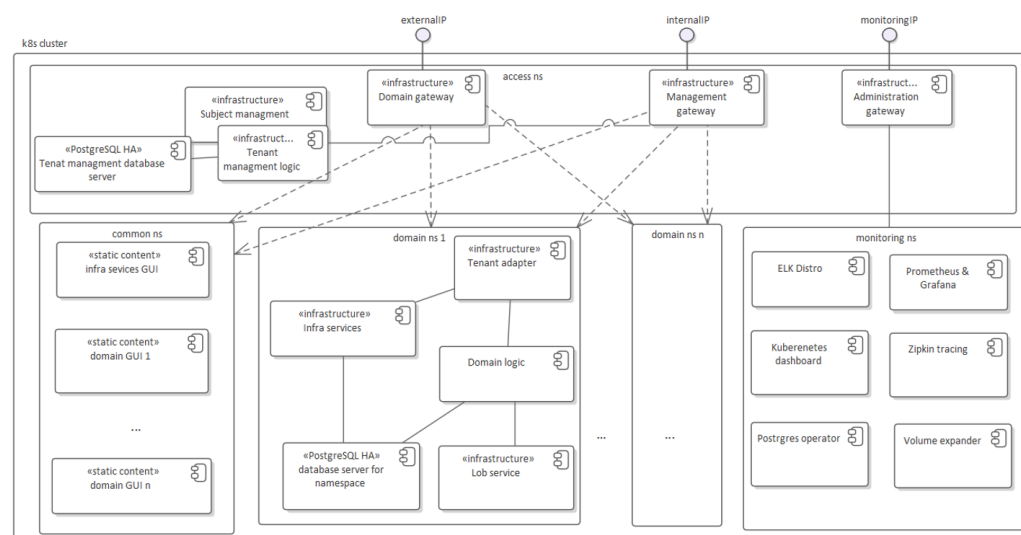 externalIP
internalIP
monitoringIP
k8s cluster
access ns
«infrastructure»
Domain gateway
«infrastructure»
Management
gateway
«infrastruct...
Administration
gateway
«infrastructure»
Subject managment
«infrastruct...
Tenant
managment logic
«PostgreSQL HA»
Tenat managment database
server
common ns
«static content»
infra sevices GUI
«static content»
domain GUI 1
...
«static content»
domain GUI n
domain ns 1
«infrastructure»
Tenant adapter
«infrastructure»
Infra services
Domain logic
«PostgreSQL HA»
database server for
namespace
«infrastructure»
Lob service
...
domain ns n
...
monitoring ns
ELK Distro
Prometheus &
Grafana
Kuberenetes
dashboard
Zipkin tracing
Postrgres operator
Volume expander